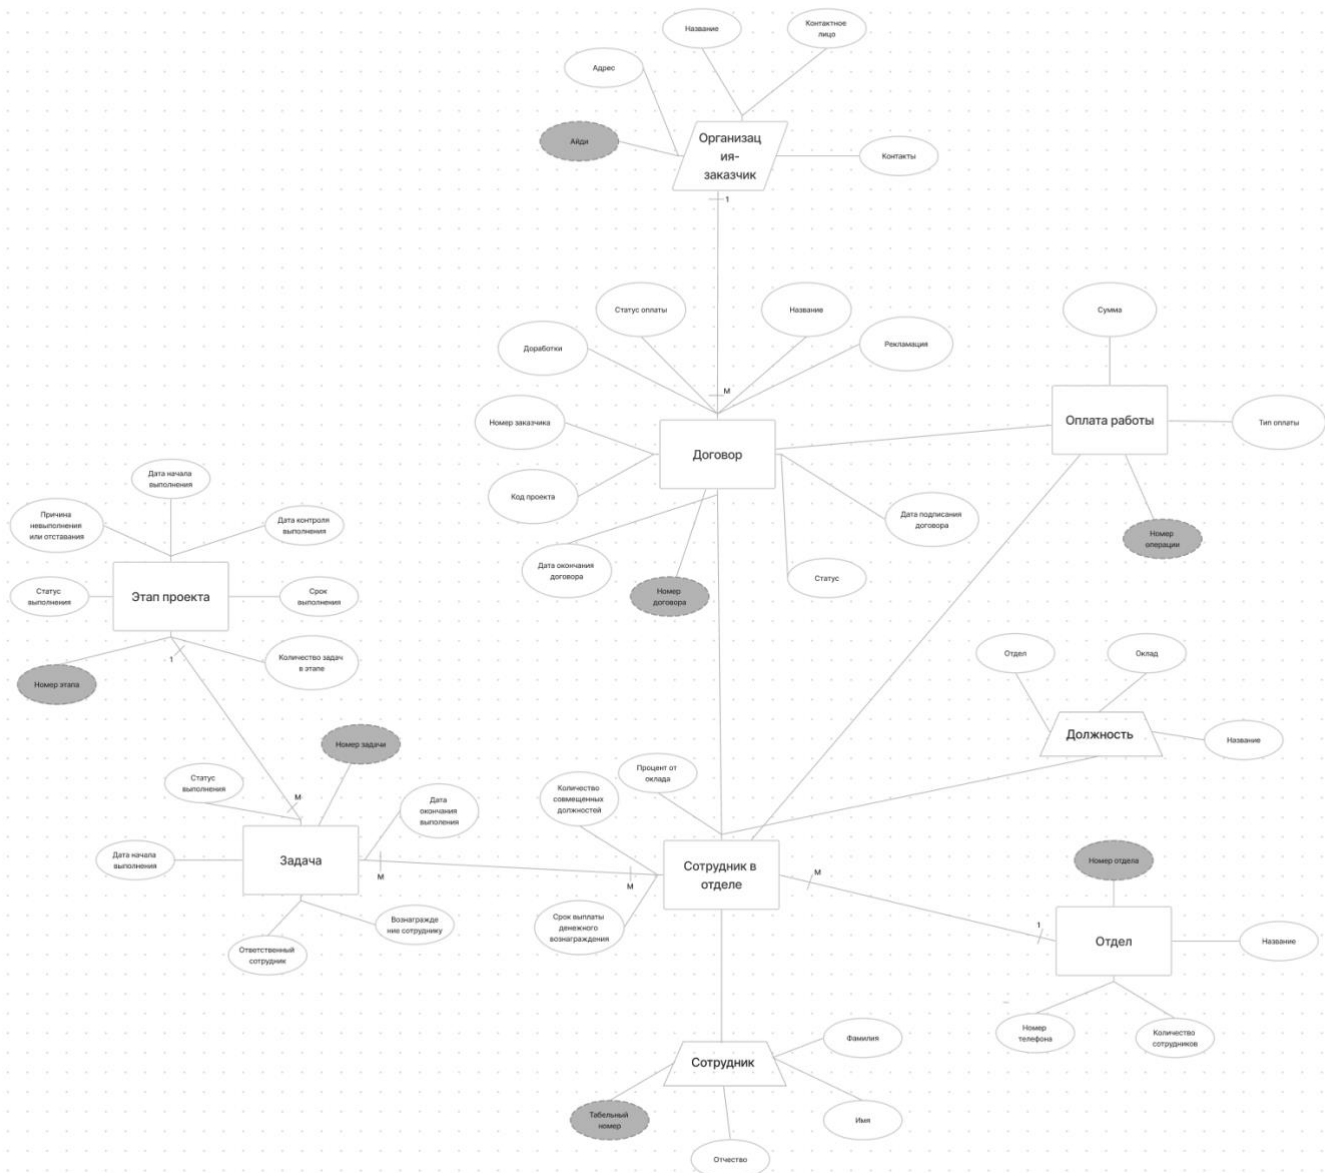 Название
Контактное
лицо
Адрес
Айди
Организац
ия-
заказчик
Контакты
1
Статус оплаты
Название
Сумма
Доработки
Рекламация
М
Номер заказчика
Договор
Оплата работы
Тип оплаты
Дата начала
выполнения
Код проекта
Причина
невыполнения
или отставания
Дата контроля
выполнения
Дата подписания
договора
Номер
операции
Дата окончания
договора
Статус
Номер
договора
Статус
выполнения
Этап проекта
Срок
выполнения
1
Количество задач
в этапе
Номер этапа
Отдел
Оклад
Номер задачи
Должность
Название
Статус
выполнения
Процент от
оклада
Количество
совмещенных
должностей
М
Дата
окончания
выполения
Дата начала
выполнения
Задача
М
М
Сотрудник в
отделе
М
Номер отдела
Вознагражде
ние сотруднику
Срок выплаты
денежного
вознаграждения
1
Отдел
Название
Ответственный
сотрудник
Номер
телефона
Количество
сотрудников
Сотрудник
Фамилия
Табельный
номер
Имя
Отчество